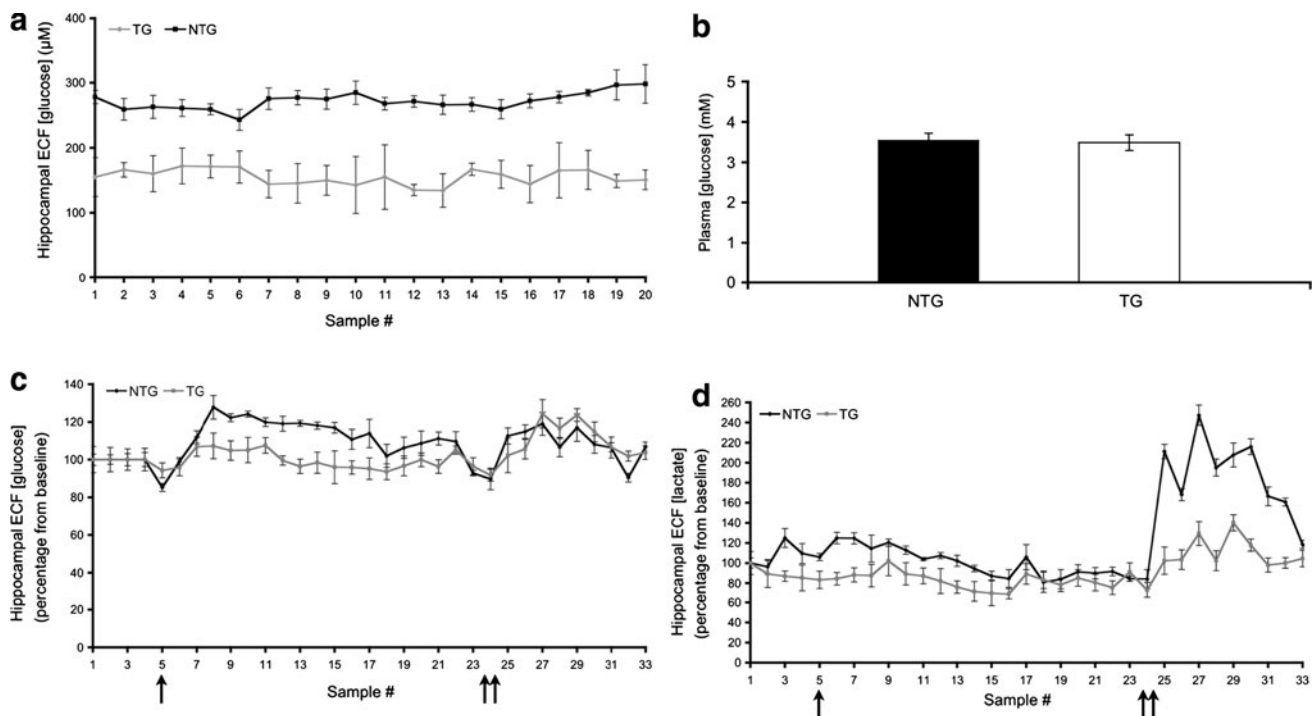 a
TG NTG
Hippocampal ECF [glucose] (µM)
400
300
200
100
0
1 2 3 4 5 6 7 8 9 10 11 12 13 14 15 16 17 18 19 20
Sample #
b
Plasma [glucose] (mM)
5
4
3
2
1
0
NTG TG
c
NTG TG
Hippocampal ECF [glucose]
(percentage from baseline)
140
120
100
80
60
40
20
0
1 3 5 7 9 11 13 15 17 19 21 23 25 27 29 31 33
Sample #
d
NTG TG
Hippocampal ECF [lactate]
(percentage from baseline)
260
240
220
200
180
160
140
120
100
80
60
40
20
0
1 3 5 7 9 11 13 15 17 19 21 23 25 27 29 31 33
Sample #